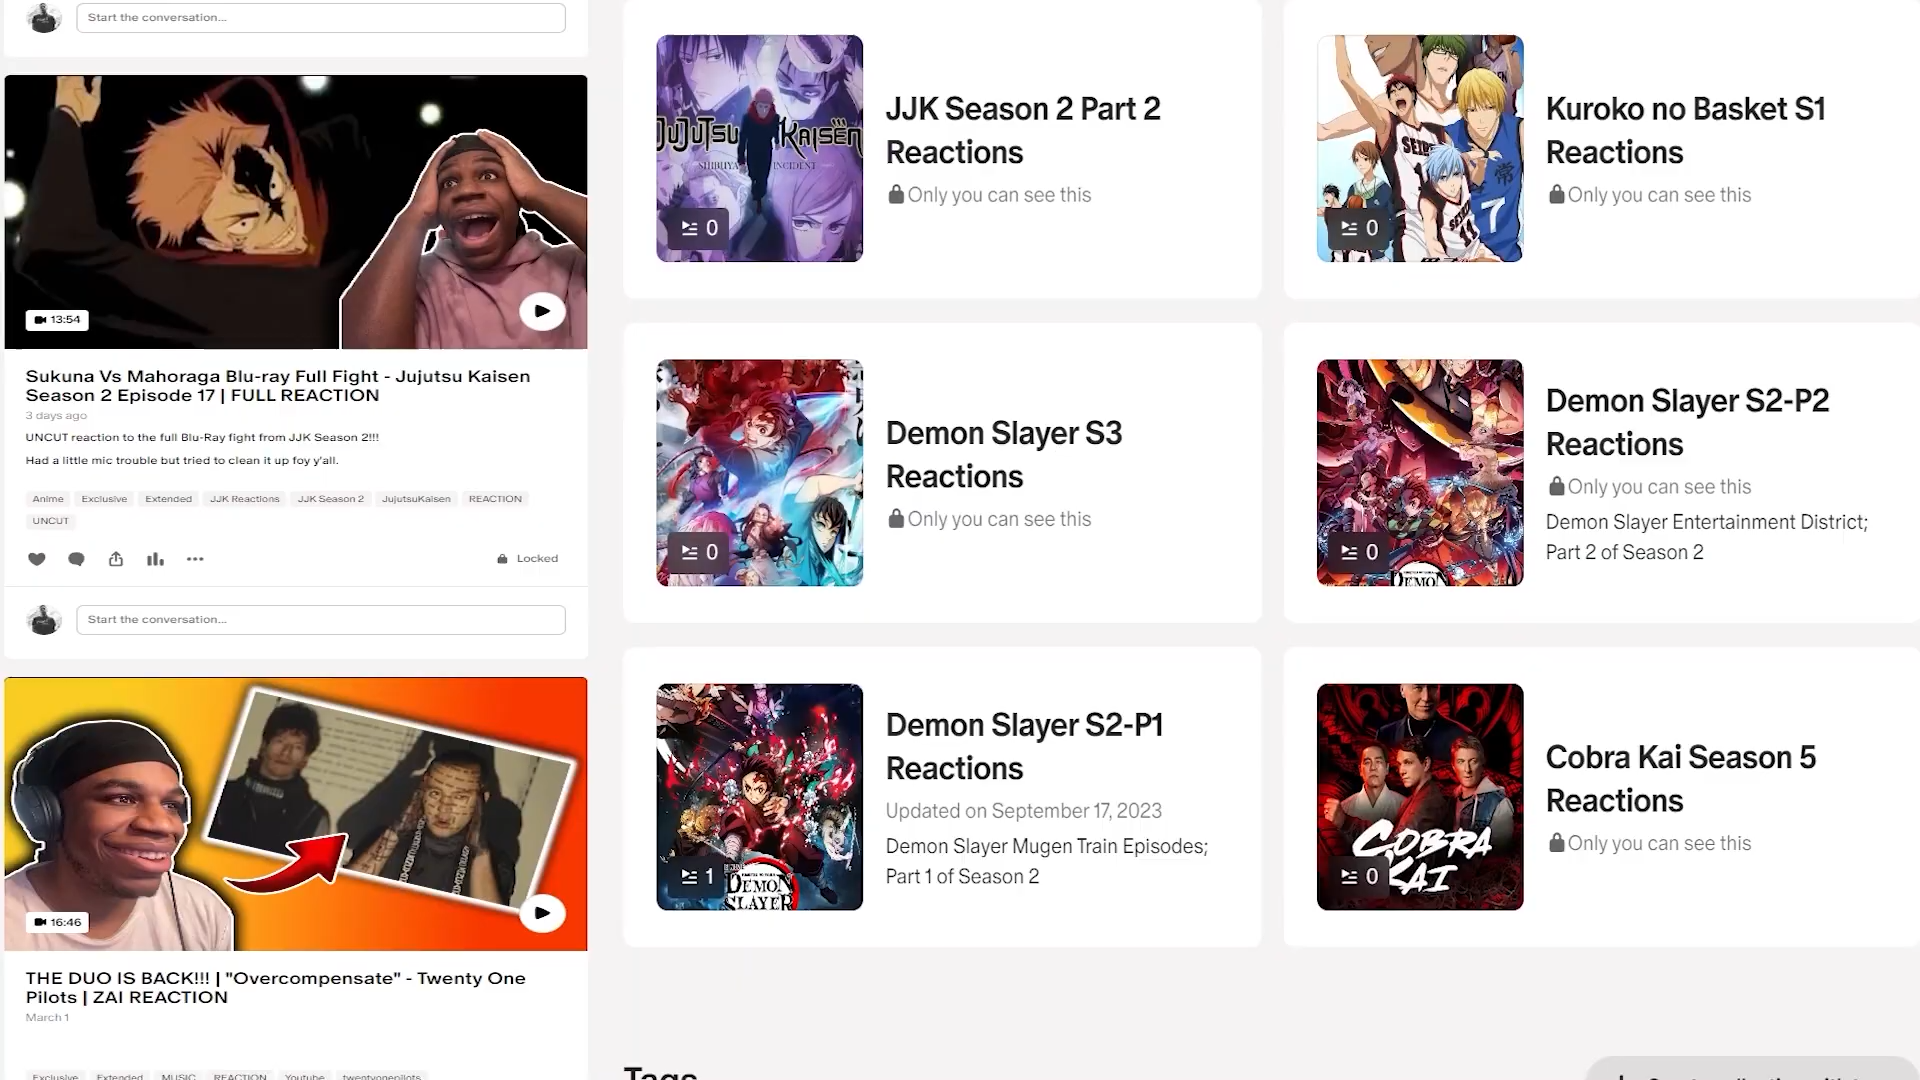 Start the conversation...
13:54
Sukuna Vs Mahoraga Blu-ray Full Fight - Jujutsu Kaisen
Season 2 Episode 17 | FULL REACTION
3 days ago
UNCUT reaction to the full Blu-Ray fight from JJK Season 2!!!
Had a little mic trouble but tried to clean it up foy y'all.
Anime Exclusive Extended JJK Reactions JJK Season 2 JujutsuKaisen REACTION
UNCUT
Locked
Start the conversation...
16:46
THE DUO IS BACK!!! | "Overcompensate" - Twenty One
Pilots | ZAI REACTION
March 1
Exclusive Extended MUSIC REACTION Youtube twentyonepilots
JUJUTSU KAISEN
SHIBUYA INCIDENT
0
JJK Season 2 Part 2
Reactions
Only you can see this
7
11
0
Kuroko no Basket S1
Reactions
Only you can see this
0
Demon Slayer S3
Reactions
Only you can see this
0
Demon Slayer S2-P2
Reactions
Only you can see this
Demon Slayer Entertainment District;
Part 2 of Season 2
1
DEMON
SLAYER
Demon Slayer S2-P1
Reactions
Updated on September 17, 2023
Demon Slayer Mugen Train Episodes;
Part 1 of Season 2
COBRA
KAI
0
Cobra Kai Season 5
Reactions
Only you can see this
Tags